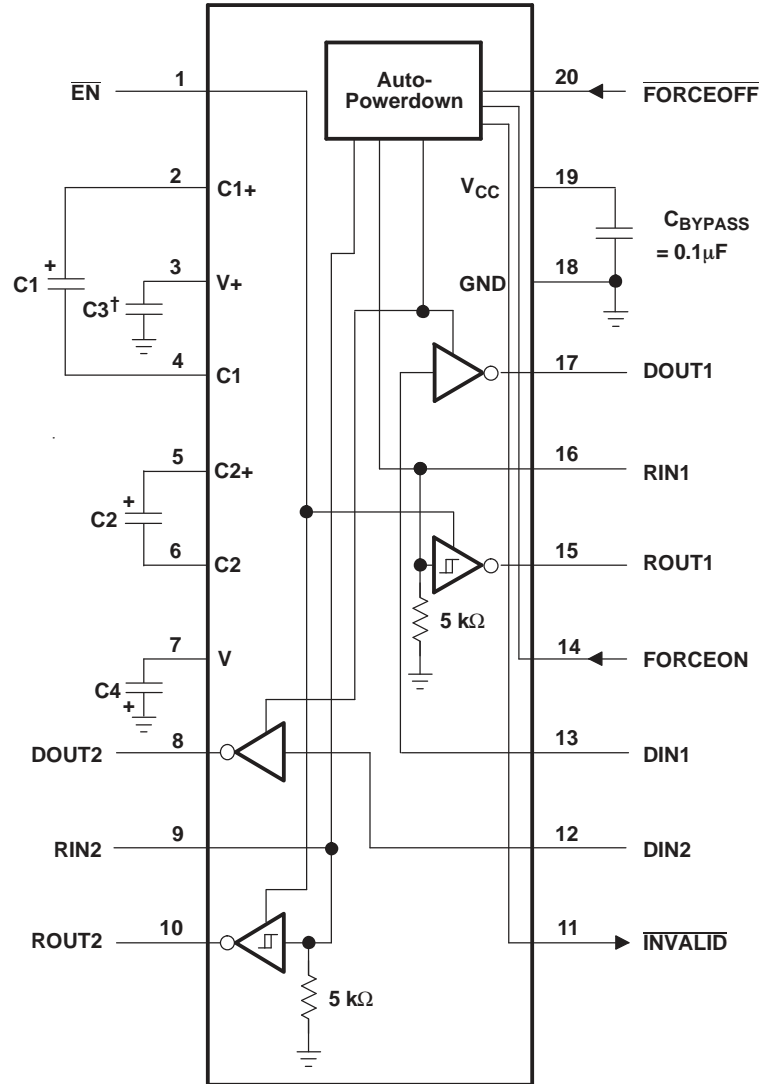 Auto-
Powerdown
EN 1
20 FORCEOFF
2 C1+
VCC 19
CBYPASS
= 0.1μF
+
C1
3 V+
C3†
GND 18
4 C1
17 DOUT1
5 C2+
16 RIN1
+
C2
6 C2
15 ROUT1
5 kΩ
7 V
14 FORCEON
C4
+
DOUT2 8
13 DIN1
RIN2 9
12 DIN2
ROUT2 10
11 INVALID
5 kΩ